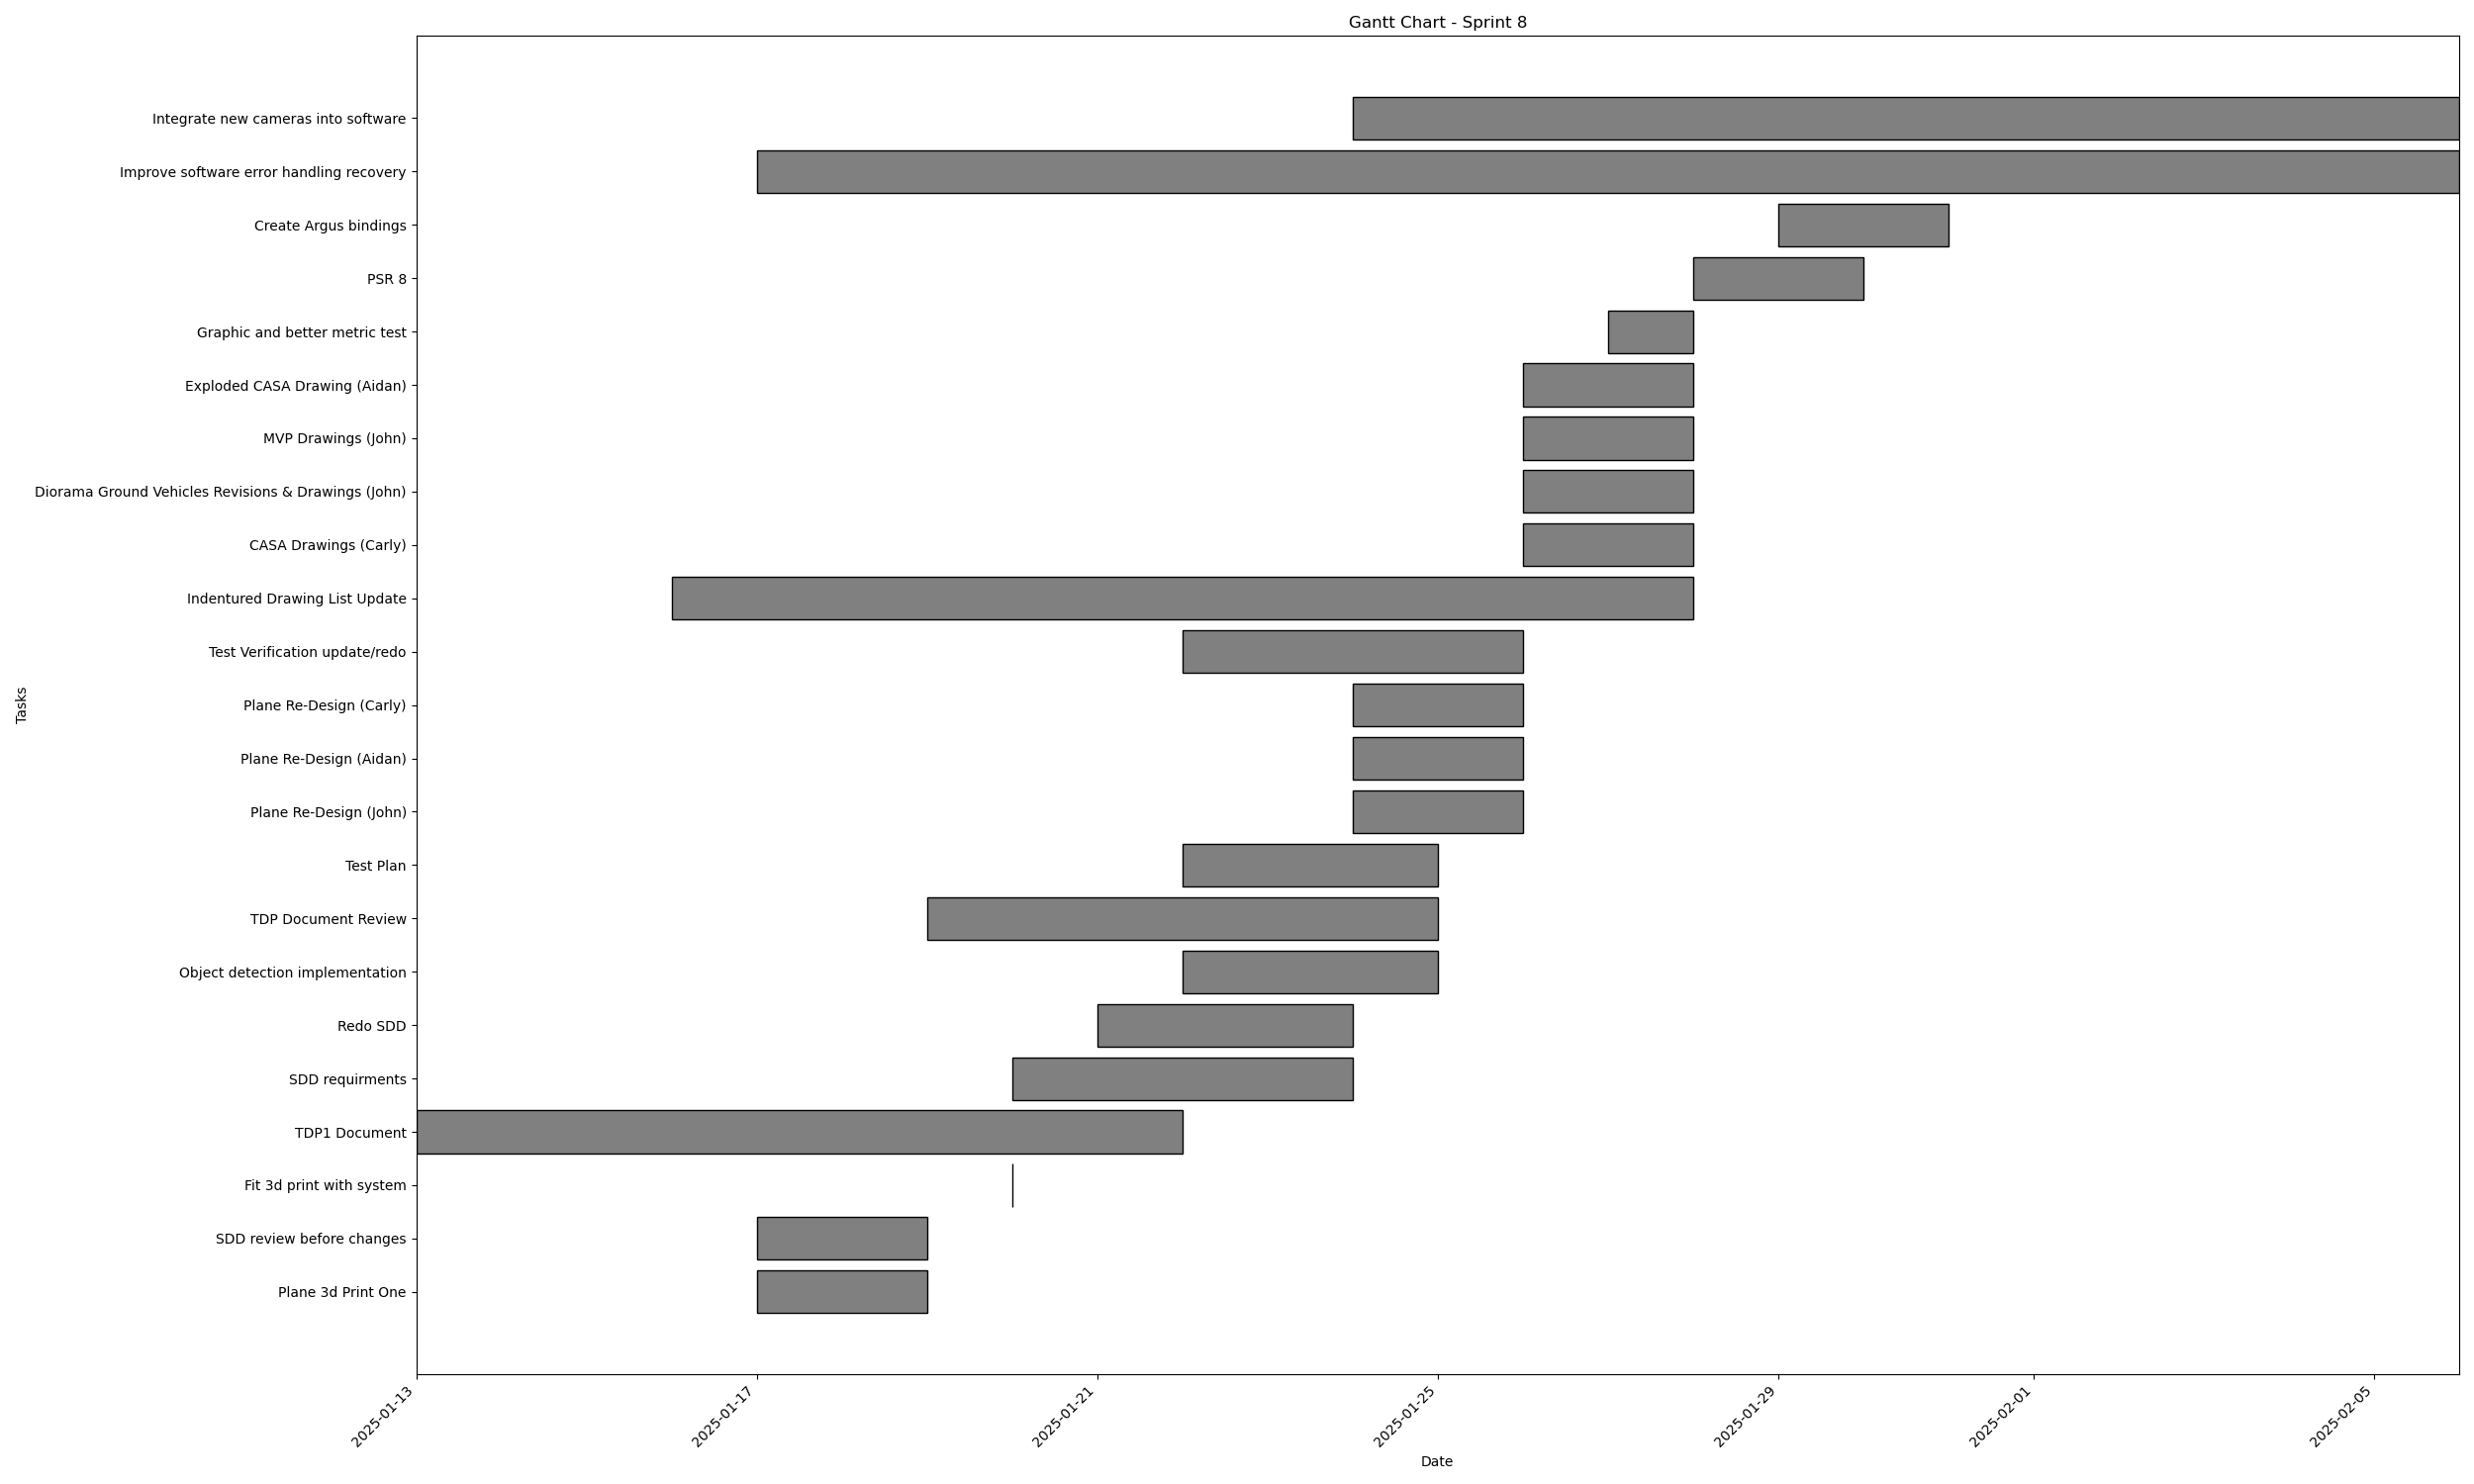 Gantt Chart - Sprint 8
Integrate new cameras into software
Improve software error handling recovery
Create Argus bindings
PSR 8
Graphic and better metric test
Exploded CASA Drawing (Aidan)
MVP Drawings (John)
Diorama Ground Vehicles Revisions & Drawings (John)
CASA Drawings (Carly)
Indentured Drawing List Update
Test Verification update/redo
Plane Re-Design (Carly)
Plane Re-Design (Aidan)
Plane Re-Design (John)
Test Plan
TDP Document Review
Object detection implementation
Redo SDD
SDD requirments
TDP1 Document
Fit 3d print with system
SDD review before changes
Plane 3d Print One
Tasks
2025-01-13
2025-01-17
2025-01-21
2025-01-25
2025-01-29
2025-02-01
2025-02-05
Date